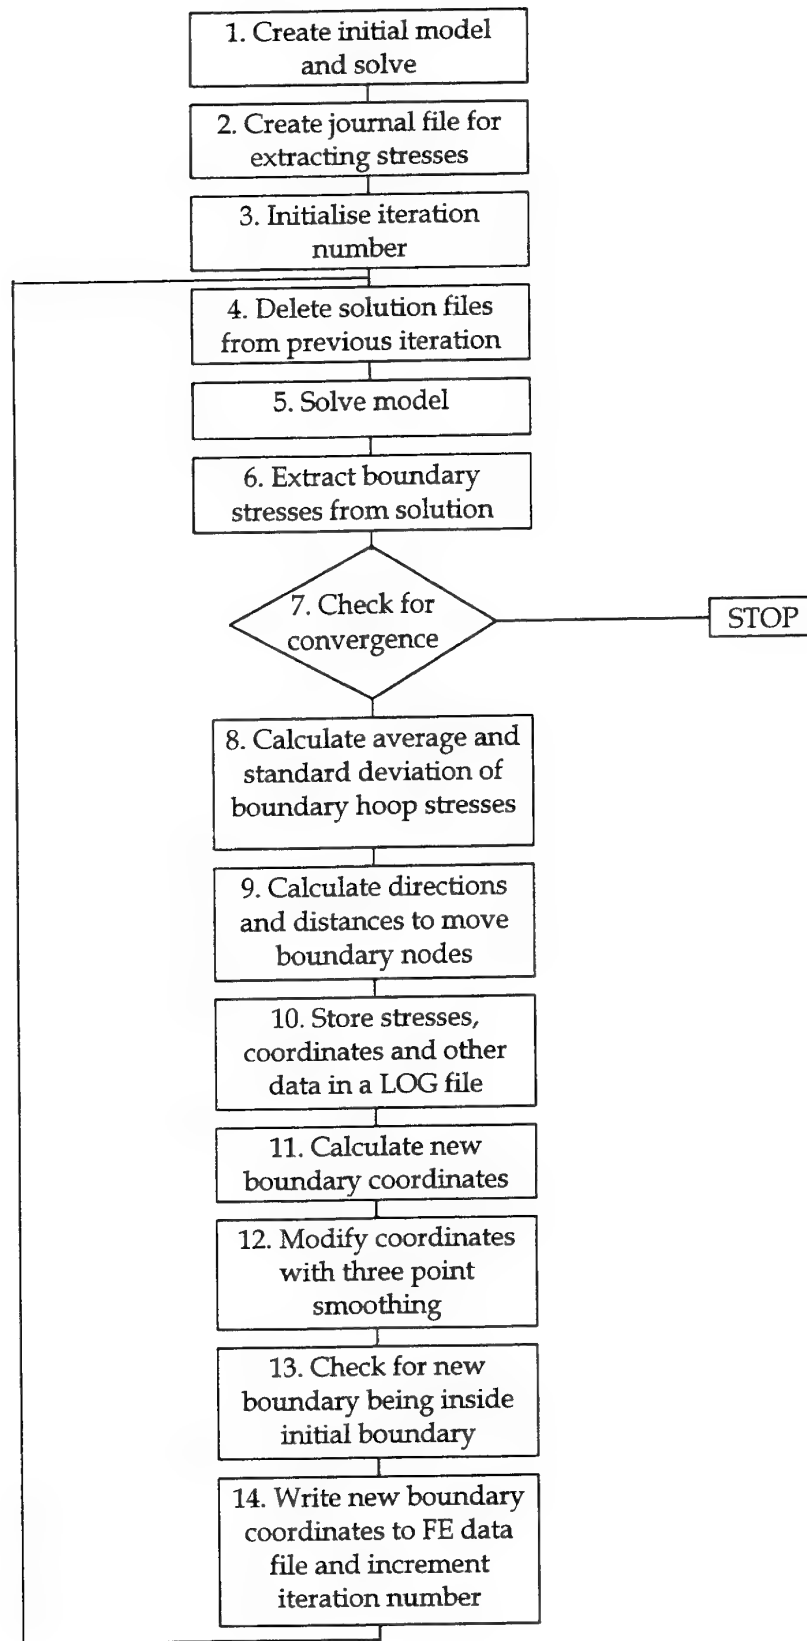 1. Create initial model
and solve
2. Create journal file for
extracting stresses
3. Initialise iteration
number
4. Delete solution files
from previous iteration
5. Solve model
6. Extract boundary
stresses from solution
7. Check for
convergence
STOP
8. Calculate average and
standard deviation of
boundary hoop stresses
9. Calculate directions
and distances to move
boundary nodes
10. Store stresses,
coordinates and other
data in a LOG file
11. Calculate new
boundary coordinates
12. Modify coordinates
with three point
smoothing
13. Check for new
boundary being inside
initial boundary
14. Write new boundary
coordinates to FE data
file and increment
iteration number